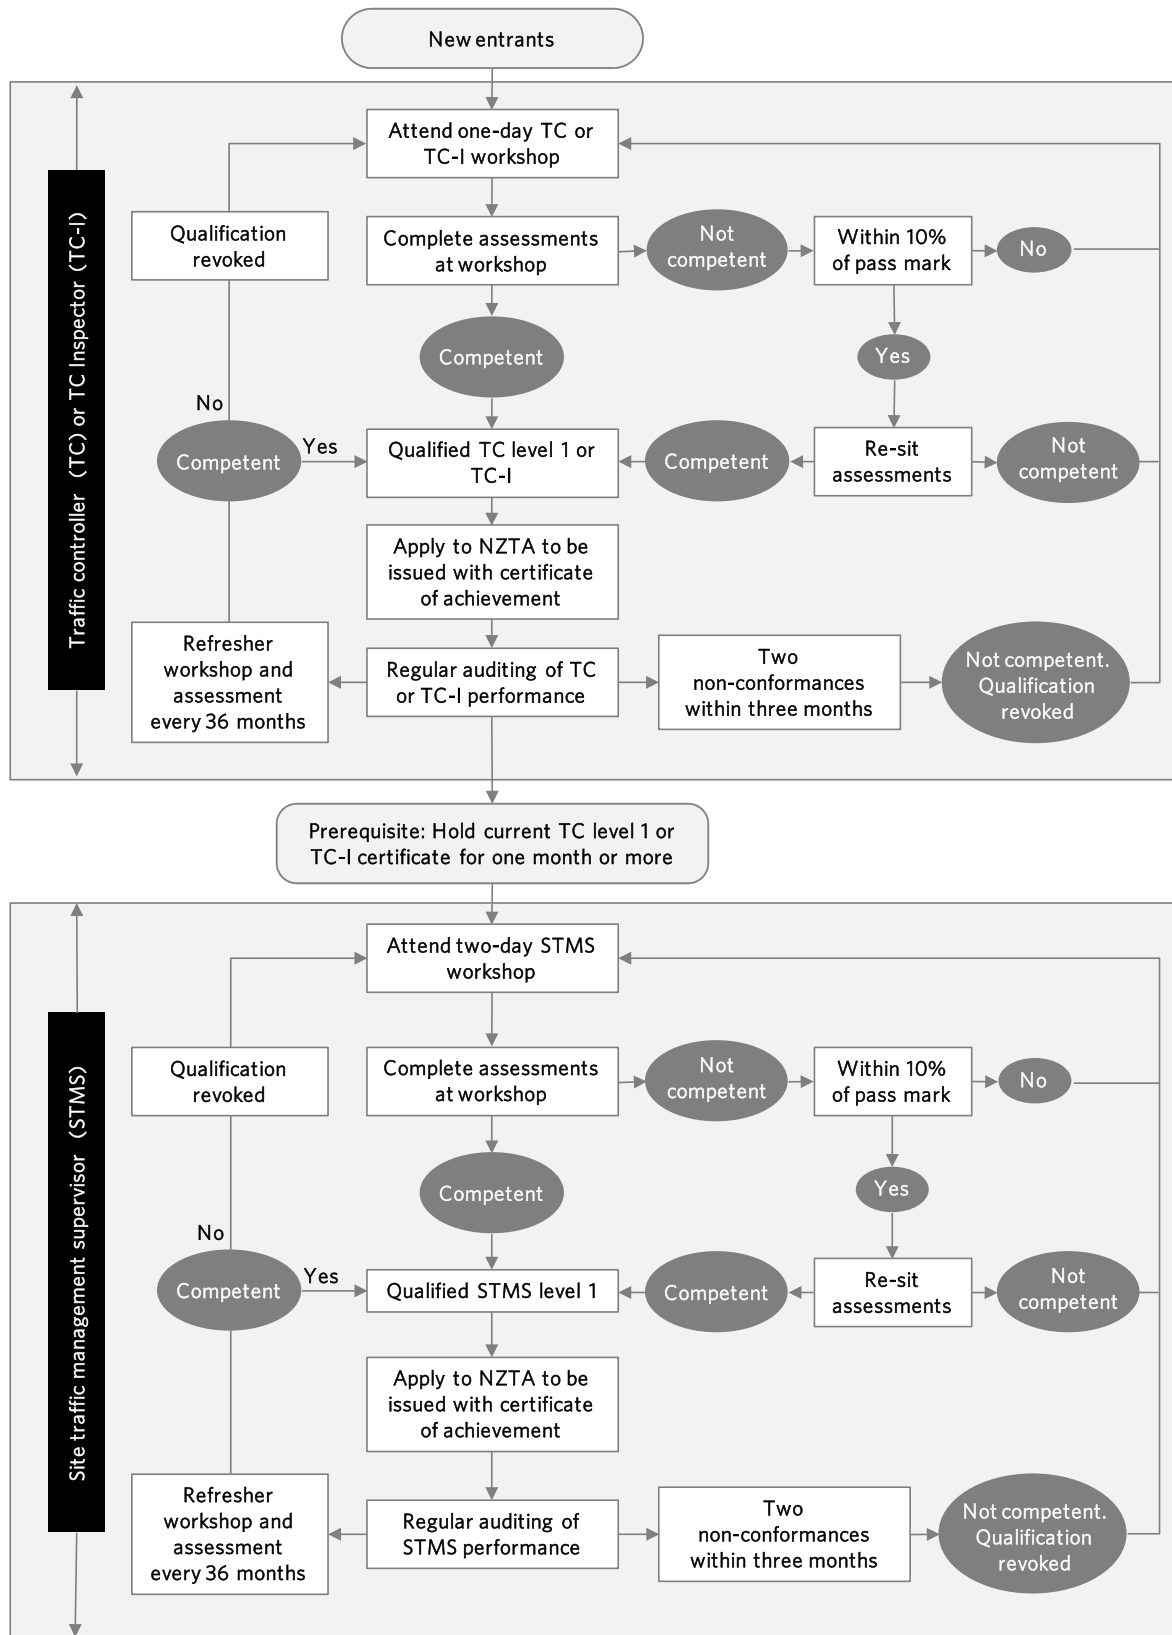 New entrants
Traffic controller (TC) or TC Inspector (TC-I)
Attend one-day TC or
TC-I workshop
Qualification
revoked
Complete assessments
at workshop
Not
competent
Within 10%
of pass mark
No
Competent
Yes
No
Competent
Yes
Qualified TC level 1 or
TC-I
Competent
Re-sit
assessments
Not
competent
Apply to NZTA to be
issued with certificate
of achievement
Refresher
workshop and
assessment
every 36 months
Regular auditing of TC
or TC-I performance
Two
non-conformances
within three months
Not competent.
Qualification
revoked
Prerequisite: Hold current TC level 1 or
TC-I certificate for one month or more
Site traffic management supervisor (STMS)
Attend two-day STMS
workshop
Qualification
revoked
Complete assessments
at workshop
Not
competent
Within 10%
of pass mark
No
Competent
Yes
No
Competent
Yes
Qualified STMS level 1
Competent
Re-sit
assessments
Not
competent
Apply to NZTA to be
issued with certificate
of achievement
Refresher
workshop and
assessment
every 36 months
Regular auditing of
STMS performance
Two
non-conformances
within three months
Not competent.
Qualification
revoked